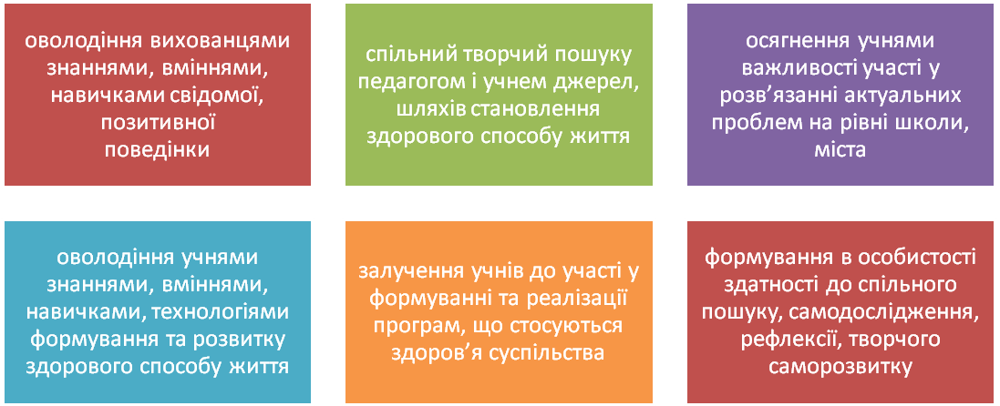 оволодіння вихованцями
знаннями, вміннями,
навичками свідомої,
позитивної
поведінки
спільний творчий пошуку
педагогом і учнем джерел,
шляхів становлення
здорового способу життя
осягнення учнями
важливості участі у
розв’язанні актуальних
проблем на рівні школи,
міста
оволодіння учнями
знаннями, вміннями,
навичками, технологіями
формування та розвитку
здорового способу життя
залучення учнів до участі у
формуванні та реалізації
програм, що стосуються
здоров’я суспільства
формування в особистості
здатності до спільного
пошуку, самодослідження,
рефлексії, творчого
саморозвитку